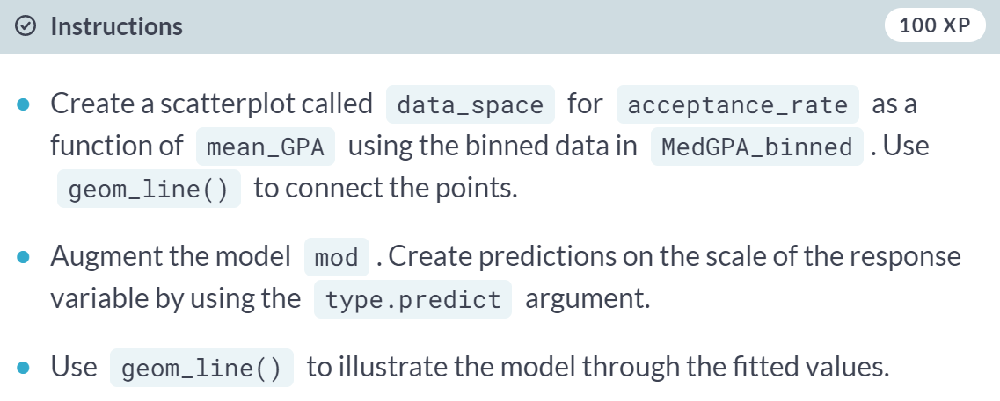 Instructions 100 XP
Create a scatterplot called data_space for acceptance_rate as a
function of mean_GPA using the binned data in MedGPA_binned . Use
geom_line() to connect the points.
Augment the model mod . Create predictions on the scale of the response
variable by using the type.predict argument.
Use geom_line() to illustrate the model through the fitted values.